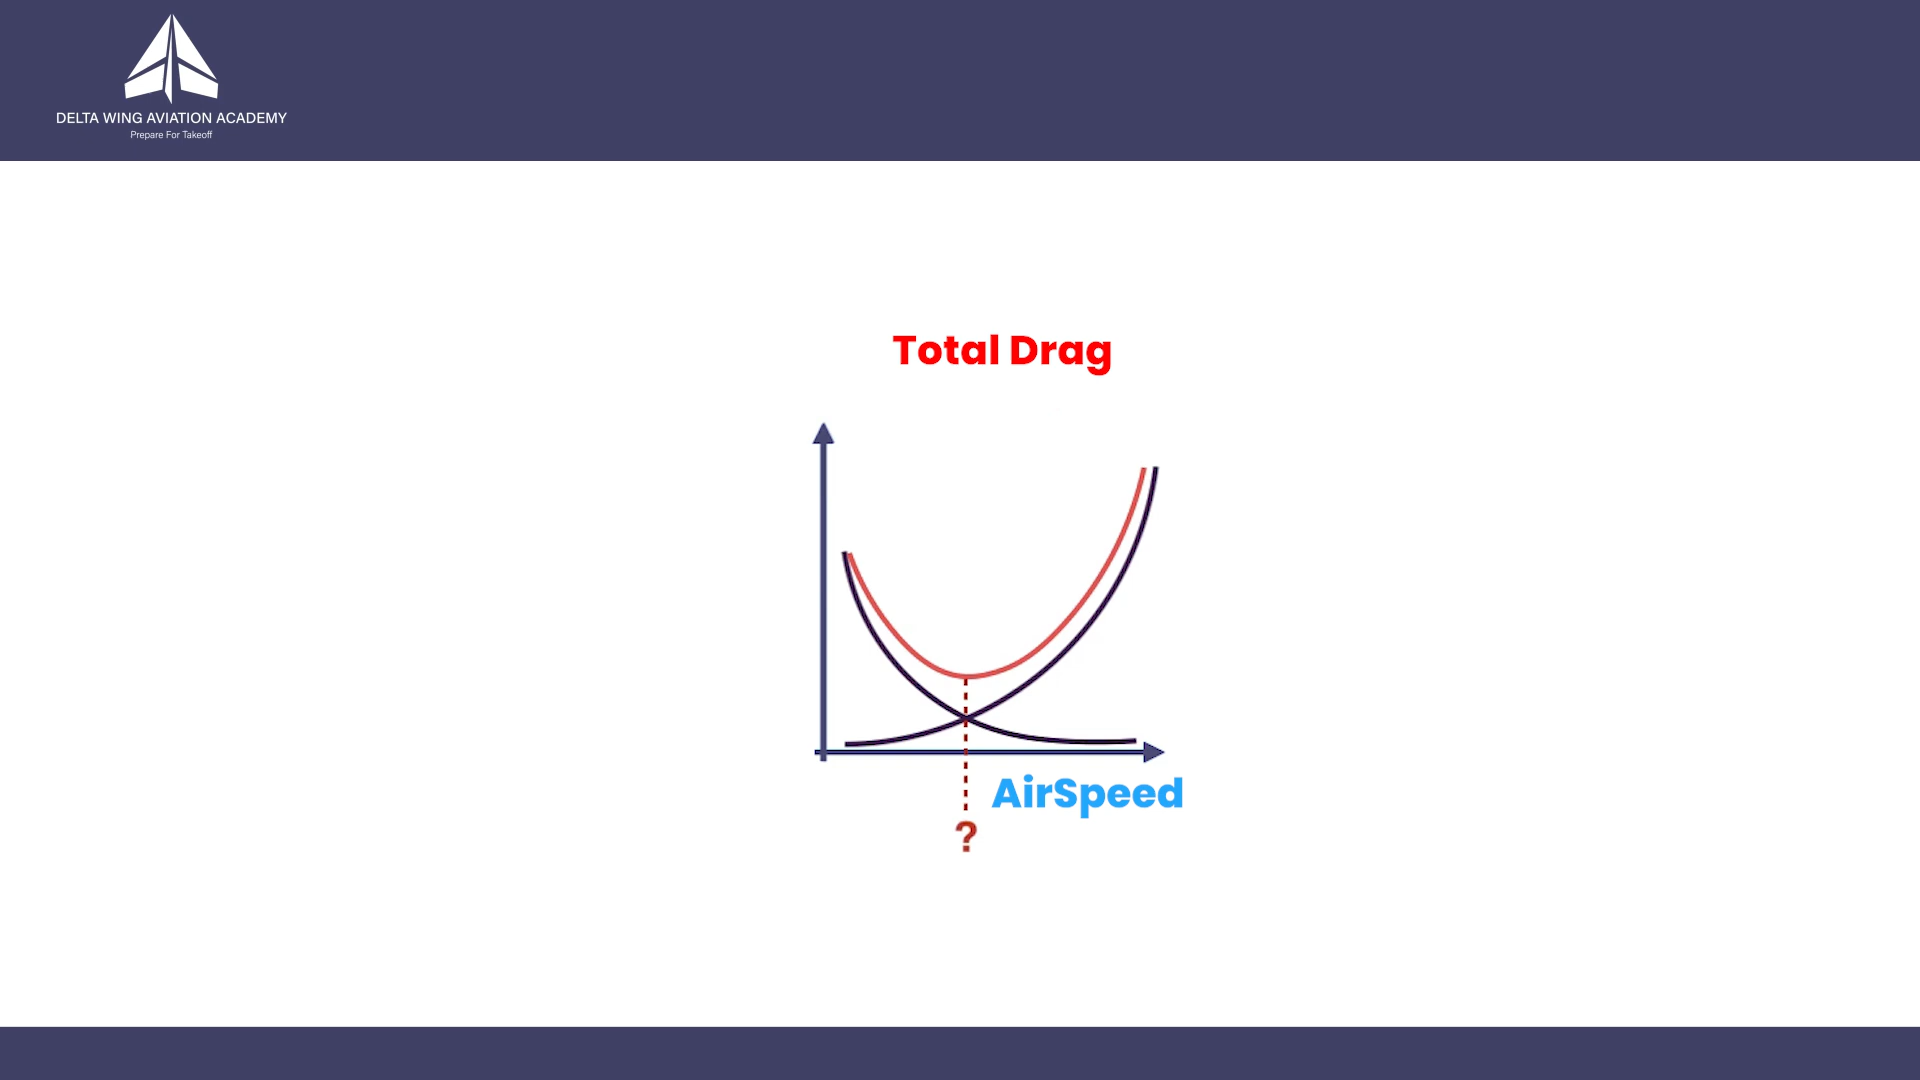 DELTA WING AVIATION ACADEMY
Prepare For Takeoff
Total Drag
AirSpeed
?